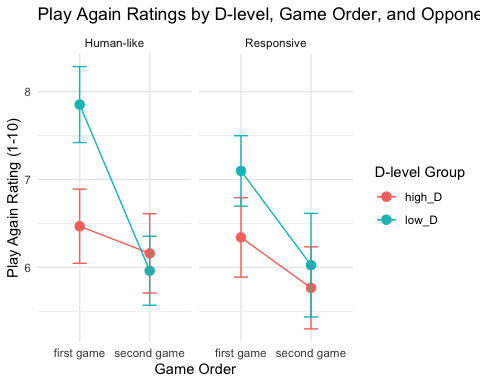 Play Again Ratings by D-level, Game Order, and Oppone
Human-like
Responsive
8
7
6
Play Again Rating (1-10)
first game
second game
first game
second game
Game Order
D-level Group
high_D
low_D